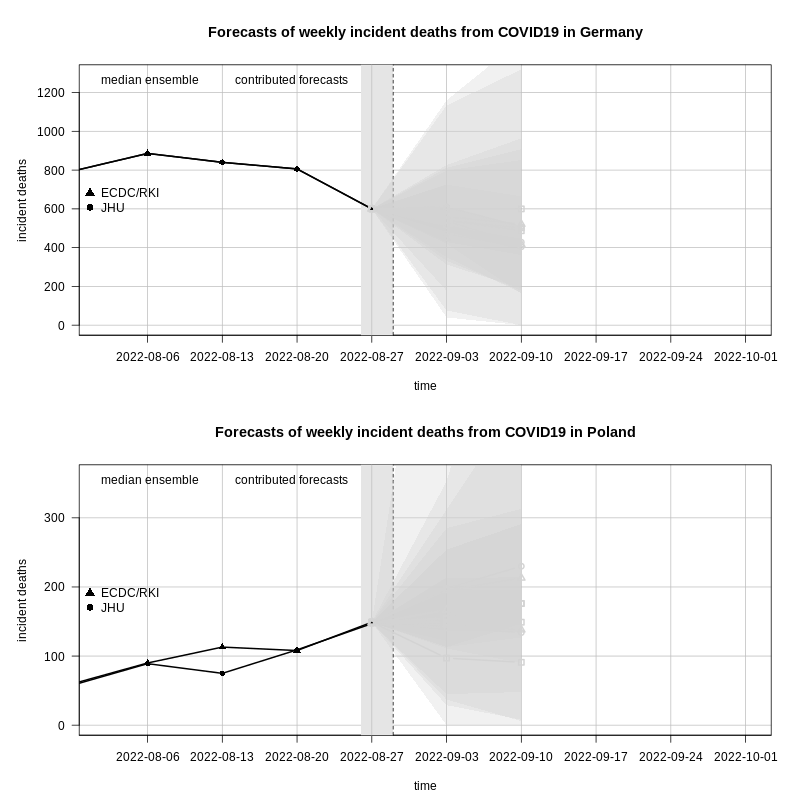 Forecasts of weekly incident deaths from COVID19 in Germany
median ensemble contributed forecasts
1200
1000
800
600
400
200
0
incident deaths
ECDC/RKI
JHU
2022-08-06 2022-08-13 2022-08-20 2022-08-27 2022-09-03 2022-09-10 2022-09-17 2022-09-24 2022-10-01
time
Forecasts of weekly incident deaths from COVID19 in Poland
median ensemble contributed forecasts
300
200
100
0
incident deaths
ECDC/RKI
JHU
2022-08-06 2022-08-13 2022-08-20 2022-08-27 2022-09-03 2022-09-10 2022-09-17 2022-09-24 2022-10-01
time